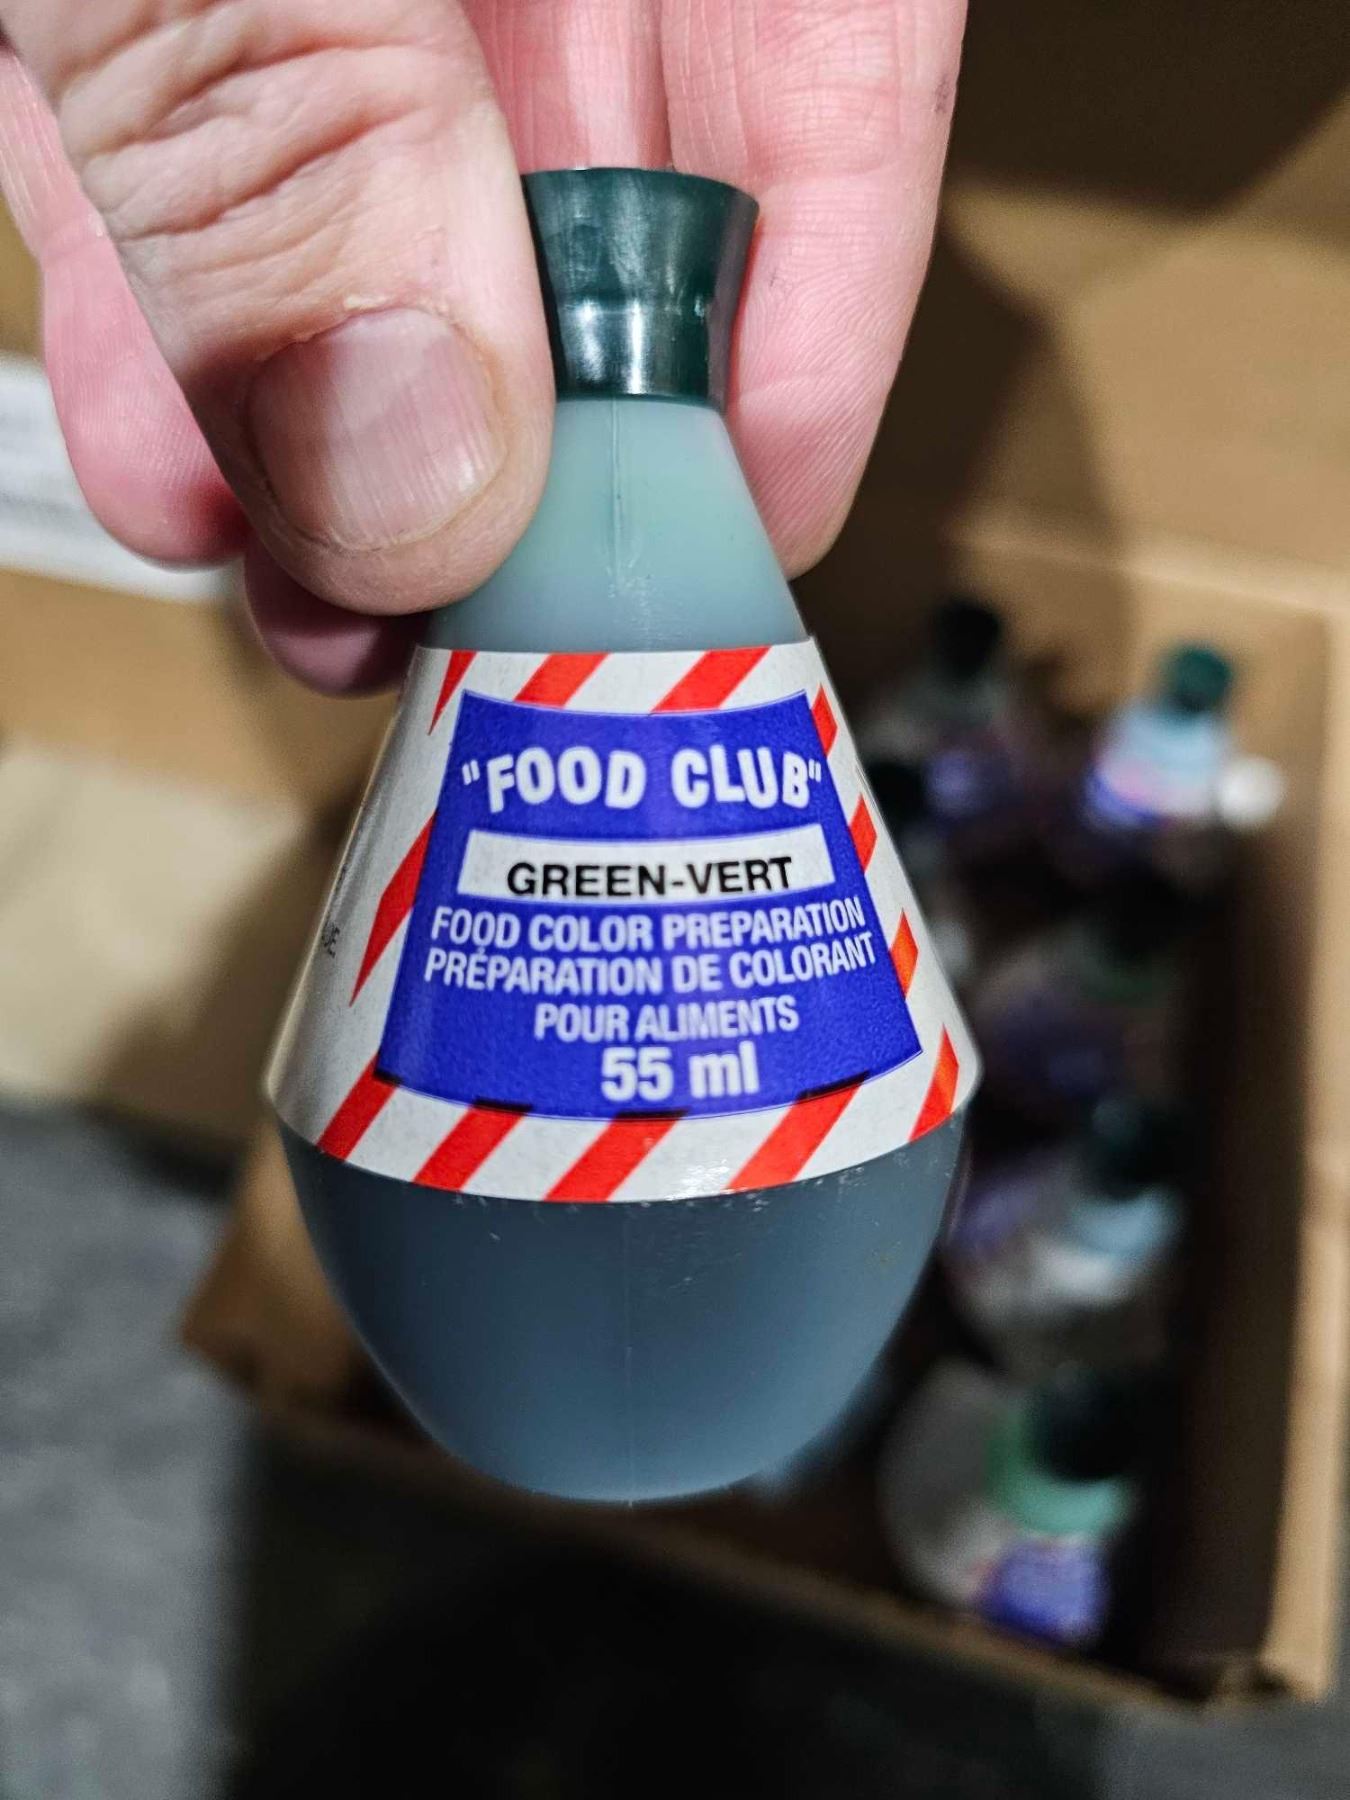 "FOOD CLUB"
GREEN-VERT
FOOD COLOR PREPARATION
PRÉPARATION DE COLORANT
POUR ALIMENTS
55 ml